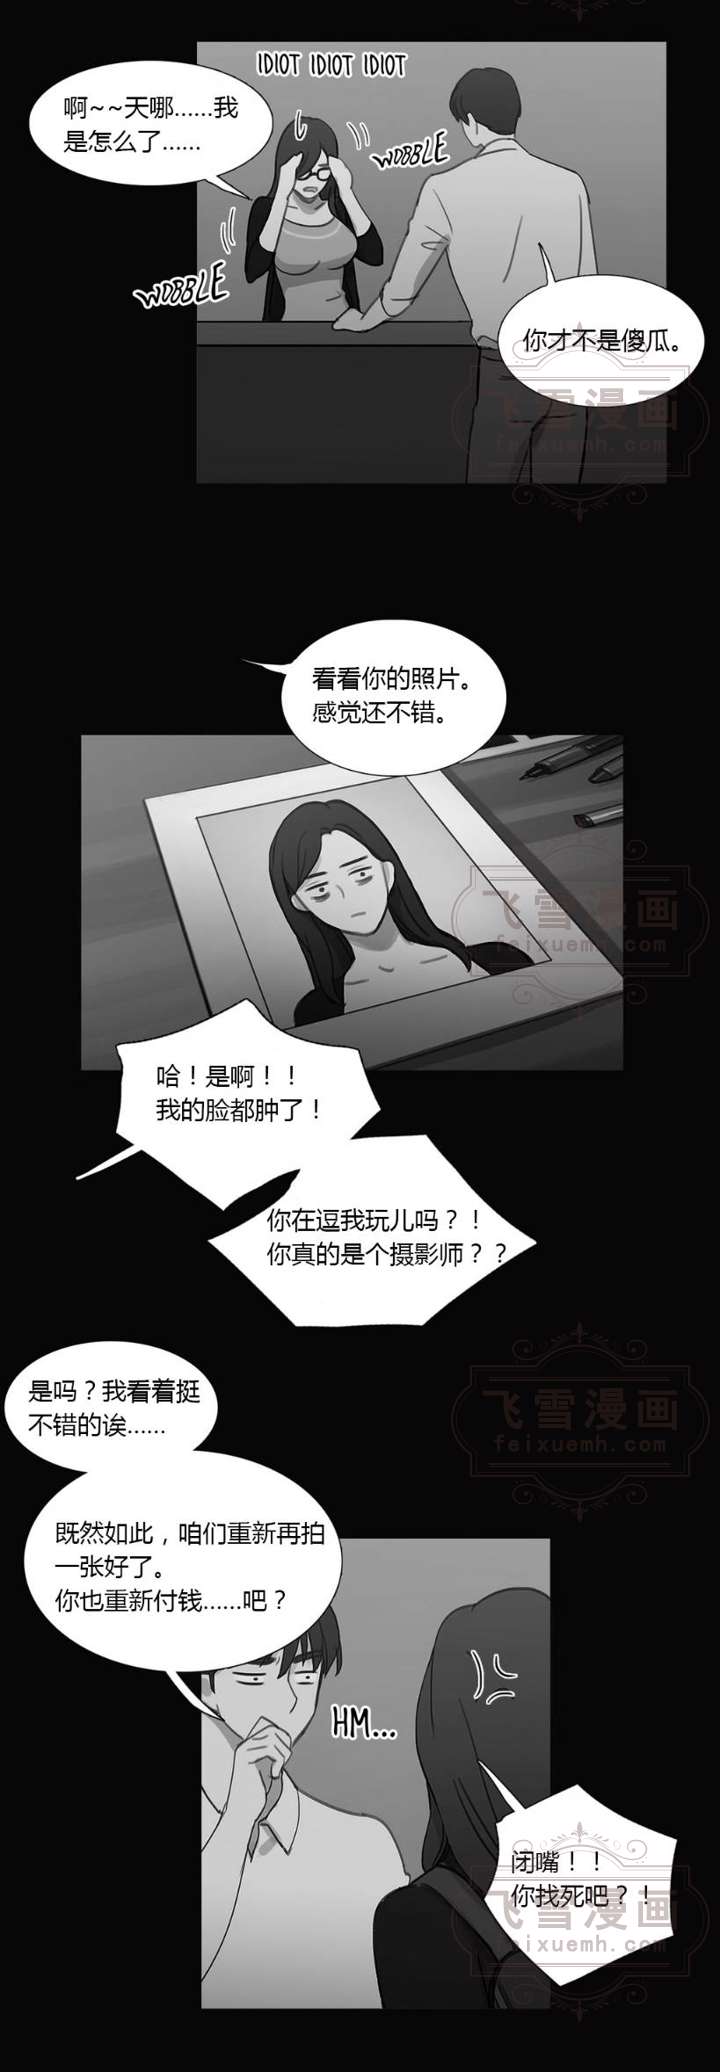 IDIOT IDIOT IDIOT
啊~~天哪……我
是怎么了……
WOBBLE
WOBBLE
你才不是傻瓜。
飞雪漫画
feixuemh.com
看看你的照片。
感觉还不错。
飞雪漫画
feixuemh.com
哈！是啊！！
我的脸都肿了！
你在逗我玩儿吗？！
你真的是个摄影师？？
是吗？我看着挺
不错的诶……
飞雪漫画
feixuemh.com
既然如此，咱们重新再拍
一张好了。
你也重新付钱……吧？
HM...
闭嘴！！
你找死吧？！
飞雪漫画
feixuemh.com